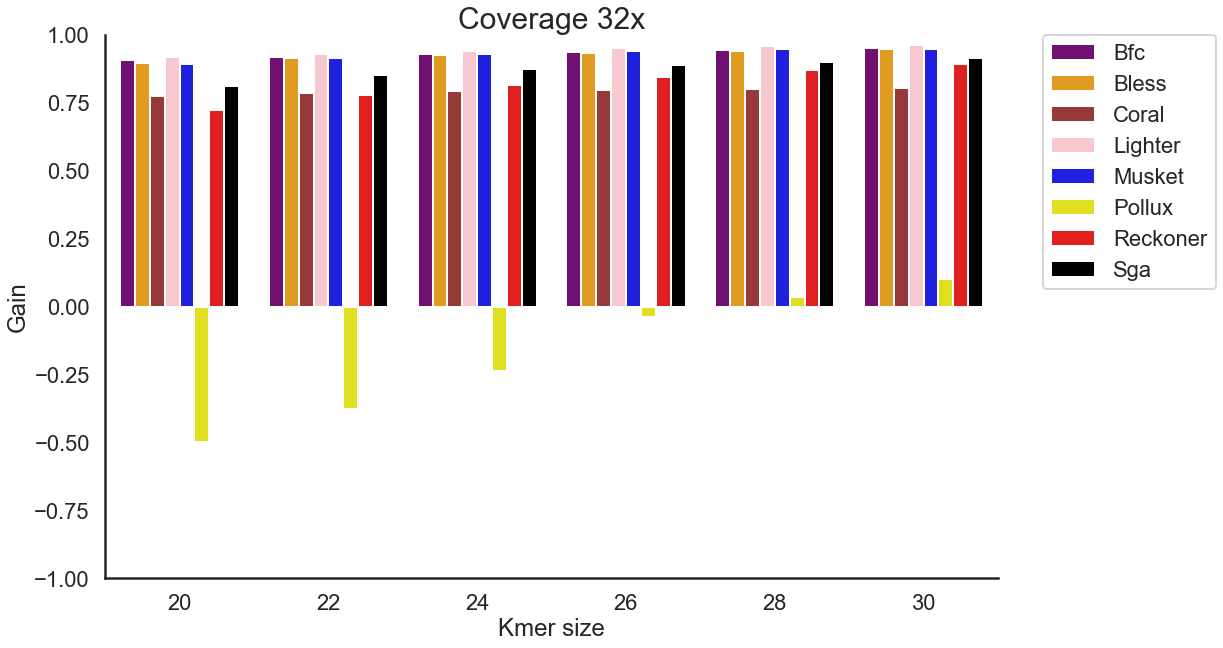 Coverage 32x
1.00
0.75
0.50
0.25
0.00
−0.25
−0.50
−0.75
−1.00
Gain
20 22 24 26 28 30
Kmer size
Bfc
Bless
Coral
Lighter
Musket
Pollux
Reckoner
Sga